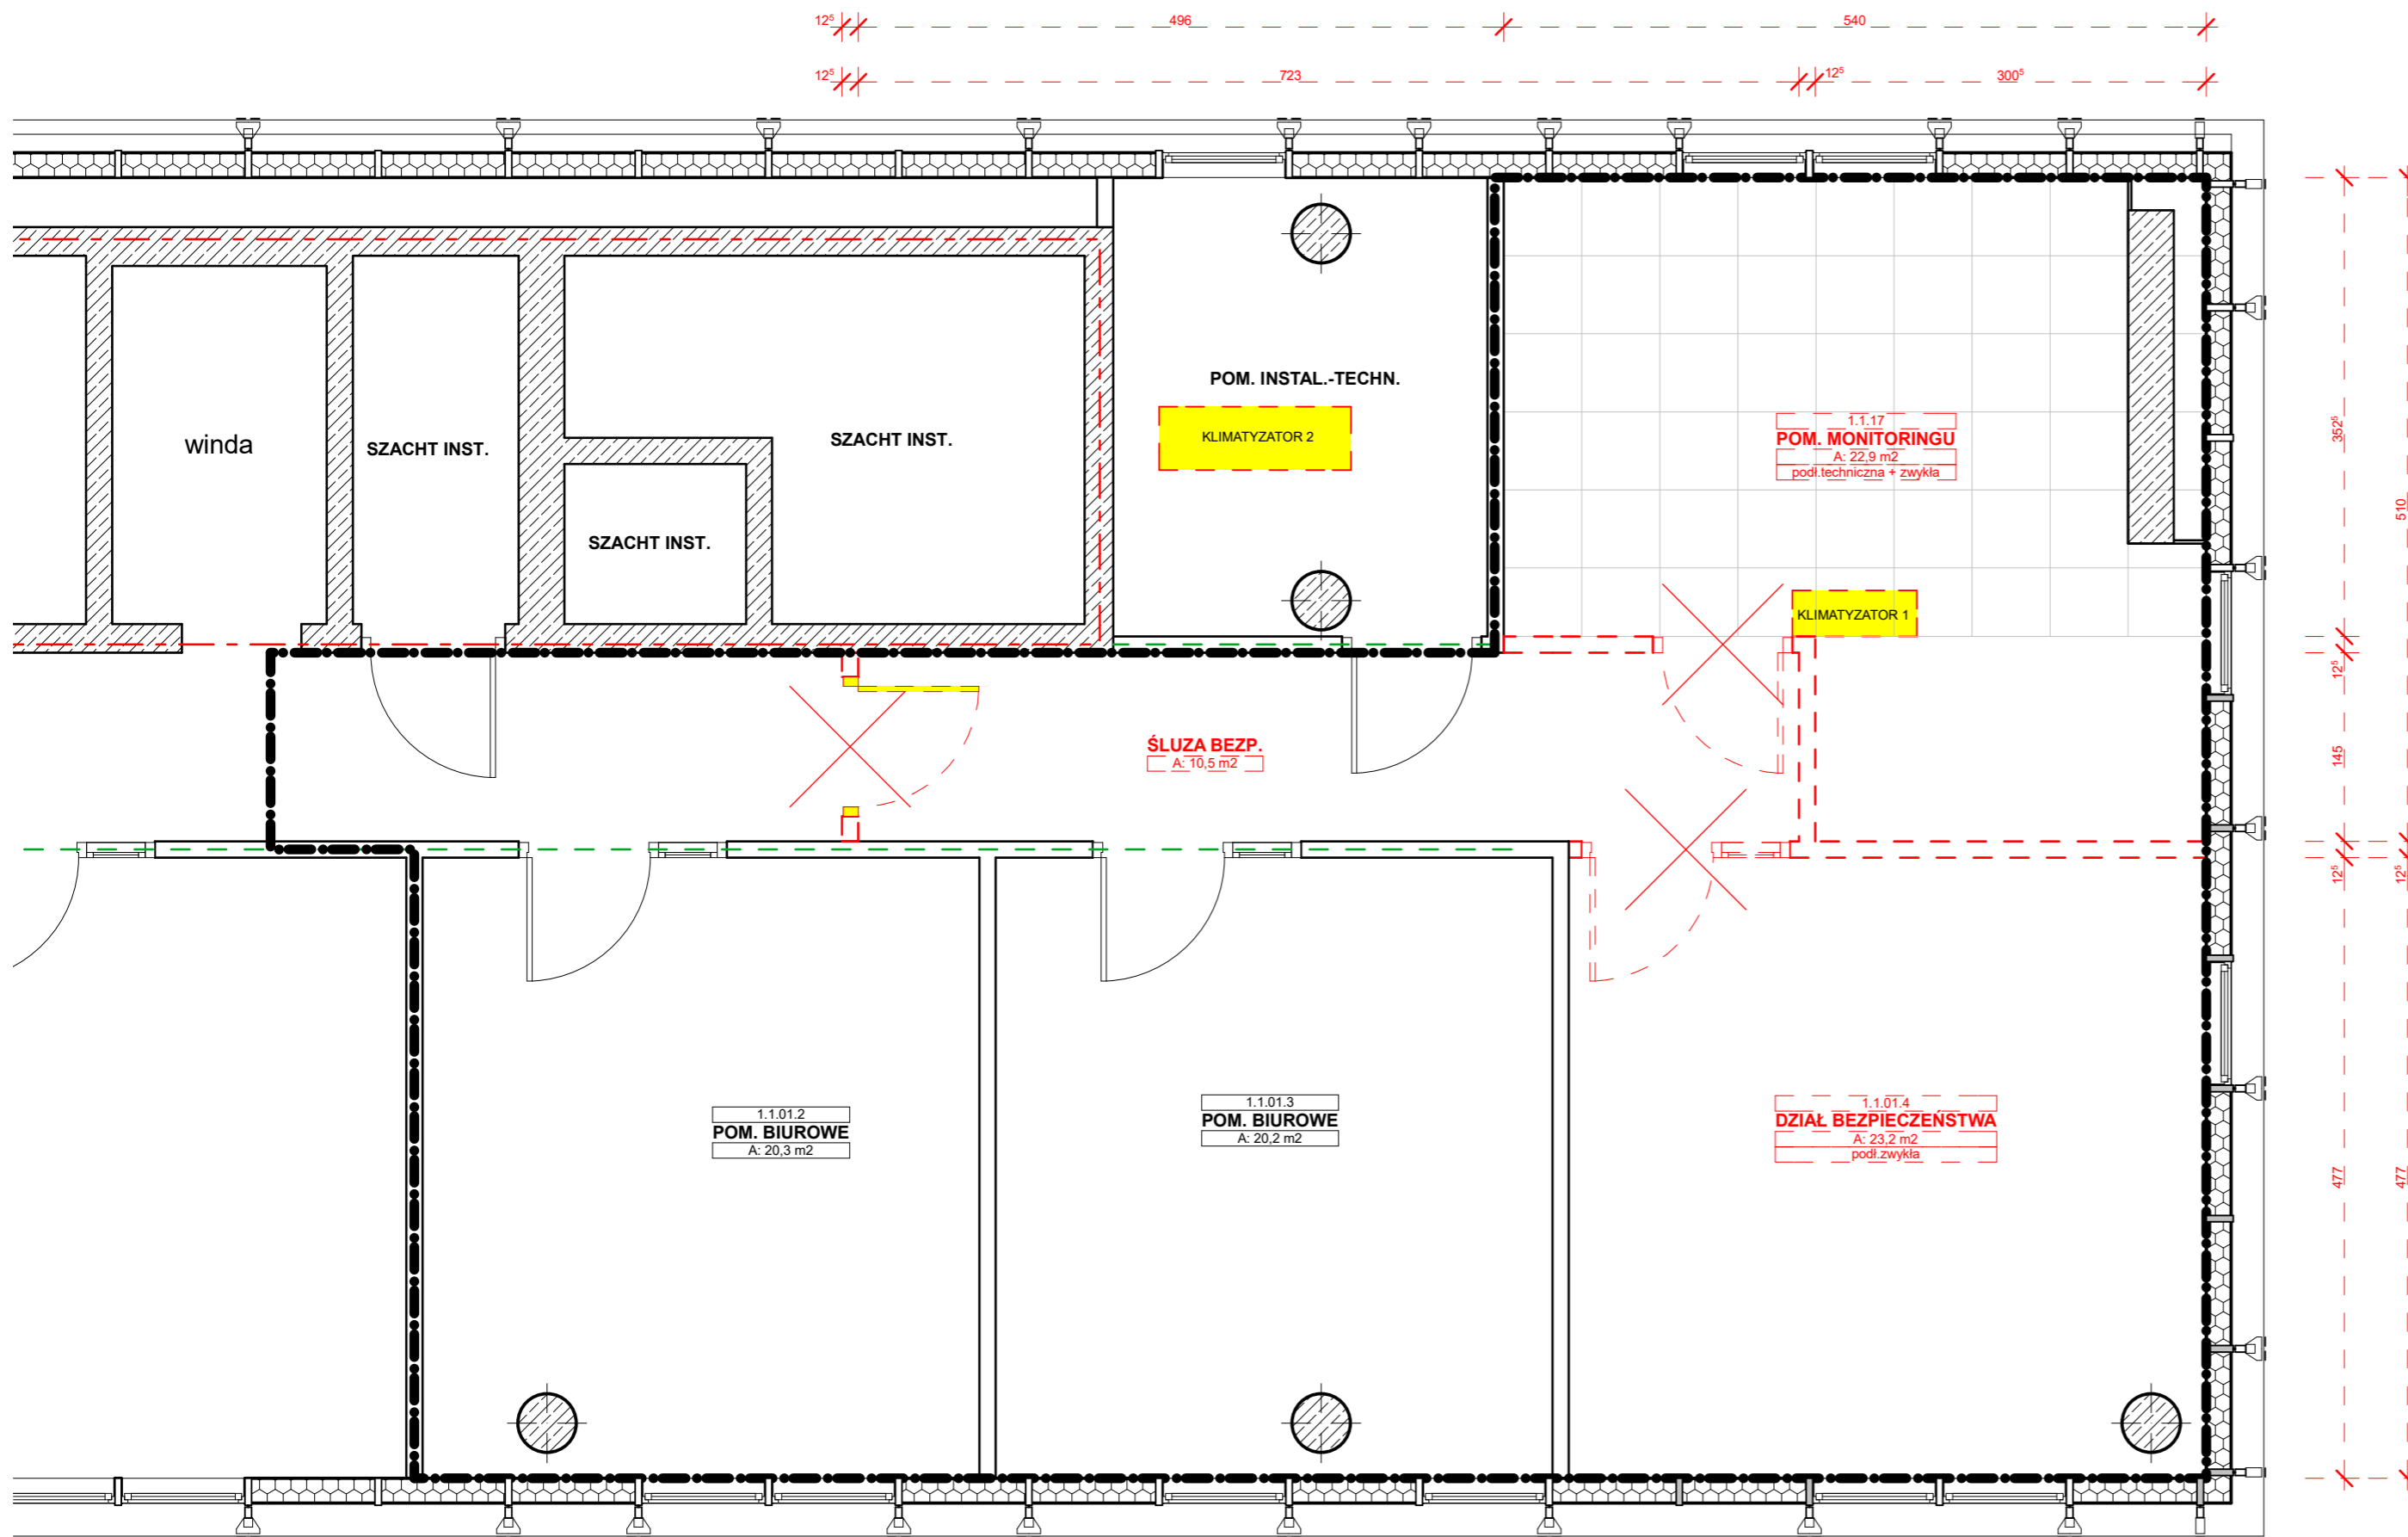 12⁵
496
540
12⁵
723
12⁵
300⁵
winda
SZACHT INST.
SZACHT INST.
SZACHT INST.
POM. INSTAL.-TECHN.
KLIMATYZATOR 2
1.1.17
POM. MONITORINGU
A: 22,9 m2
podł.techniczna + zwykła
KLIMATYZATOR 1
ŚLUZA BEZP.
A: 10,5 m2
1.1.01.2
POM. BIUROWE
A: 20,3 m2
1.1.01.3
POM. BIUROWE
A: 20,2 m2
1.1.01.4
DZIAŁ BEZPIECZEŃSTWA
A: 23,2 m2
podł.zwykła
352⁵
12⁵
145
12⁵
477
510
12⁵
477